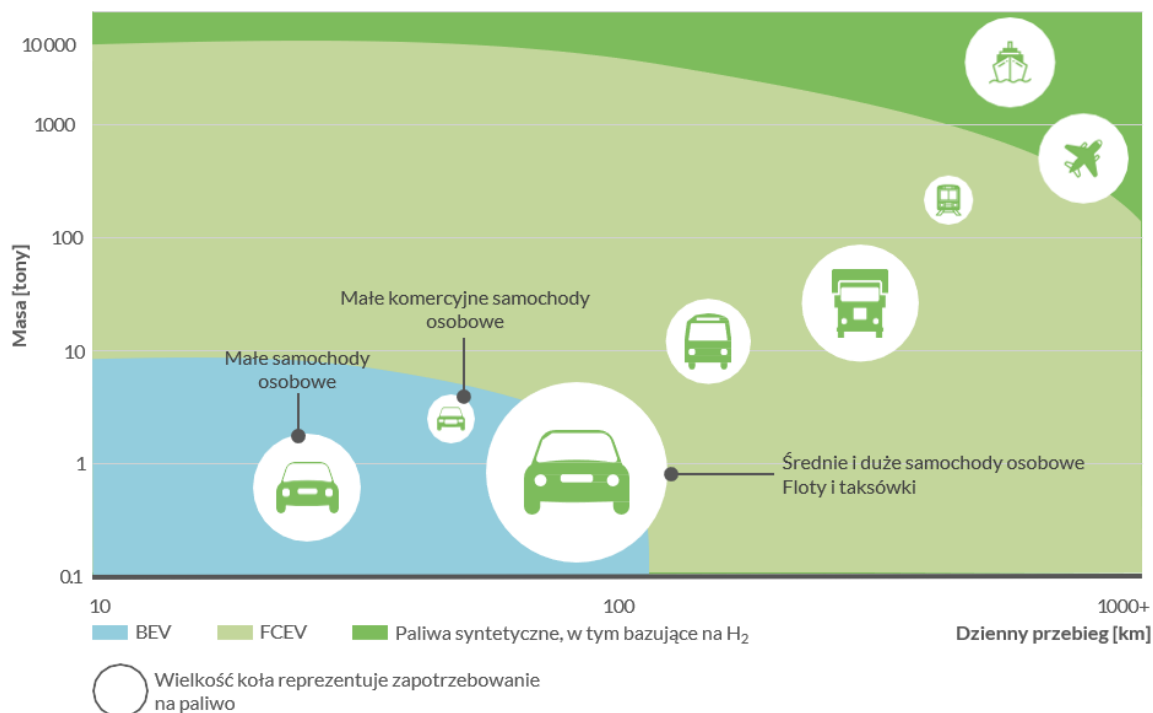 10 000
1000
100
10
1
0.1
Masa [tony]
Małe komercyjne samochody
osobowe
Małe samochody
osobowe
Średnie i duże samochody osobowe
Floty i taksówki
10
100
1000+
BEV
FCEV
Paliwa syntetyczne, w tym bazujące na H₂
Dzienny przebieg [km]
Wielkość koła reprezentuje zapotrzebowanie
na paliwo